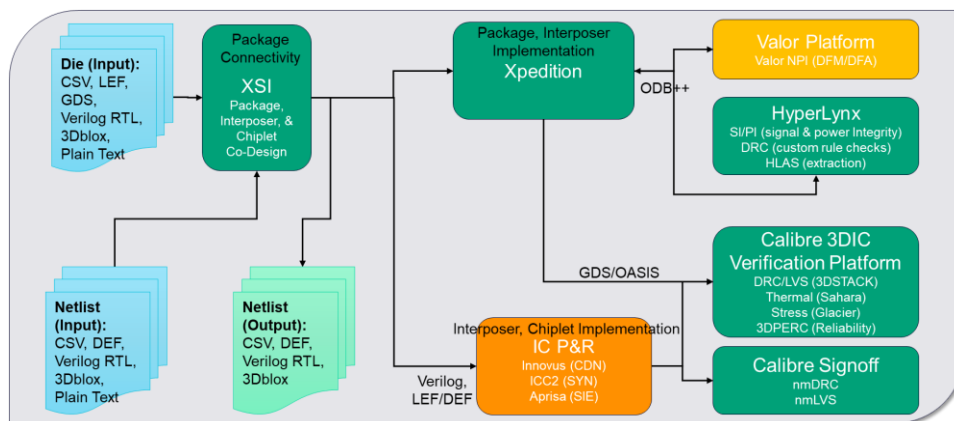 Die (Input):
CSV, LEF,
GDS,
Verilog RTL,
3Dblox,
Plain Text
Package
Connectivity
XSI
Package,
Interposer, &
Chiplet
Co-Design
Package, Interposer
Implementation
Xpedition
ODB++
Valor Platform
Valor NPI (DFM/DFA)
HyperLynx
SI/PI (signal & power Integrity)
DRC (custom rule checks)
HLAS (extraction)
Netlist
(Input):
CSV, DEF,
Verilog RTL,
3Dblox,
Plain Text
Netlist
(Output):
CSV, DEF,
Verilog RTL,
3Dblox
Verilog,
LEF/DEF
GDS/OASIS
Interposer, Chiplet Implementation
IC P&R
Innovus (CDN)
ICC2 (SYN)
Aprisa (SIE)
Calibre 3DIC
Verification Platform
DRC/LVS (3DSTACK)
Thermal (Sahara)
Stress (Glacier)
3DPERC (Reliability)
Calibre Signoff
nmDRC
nmLVS